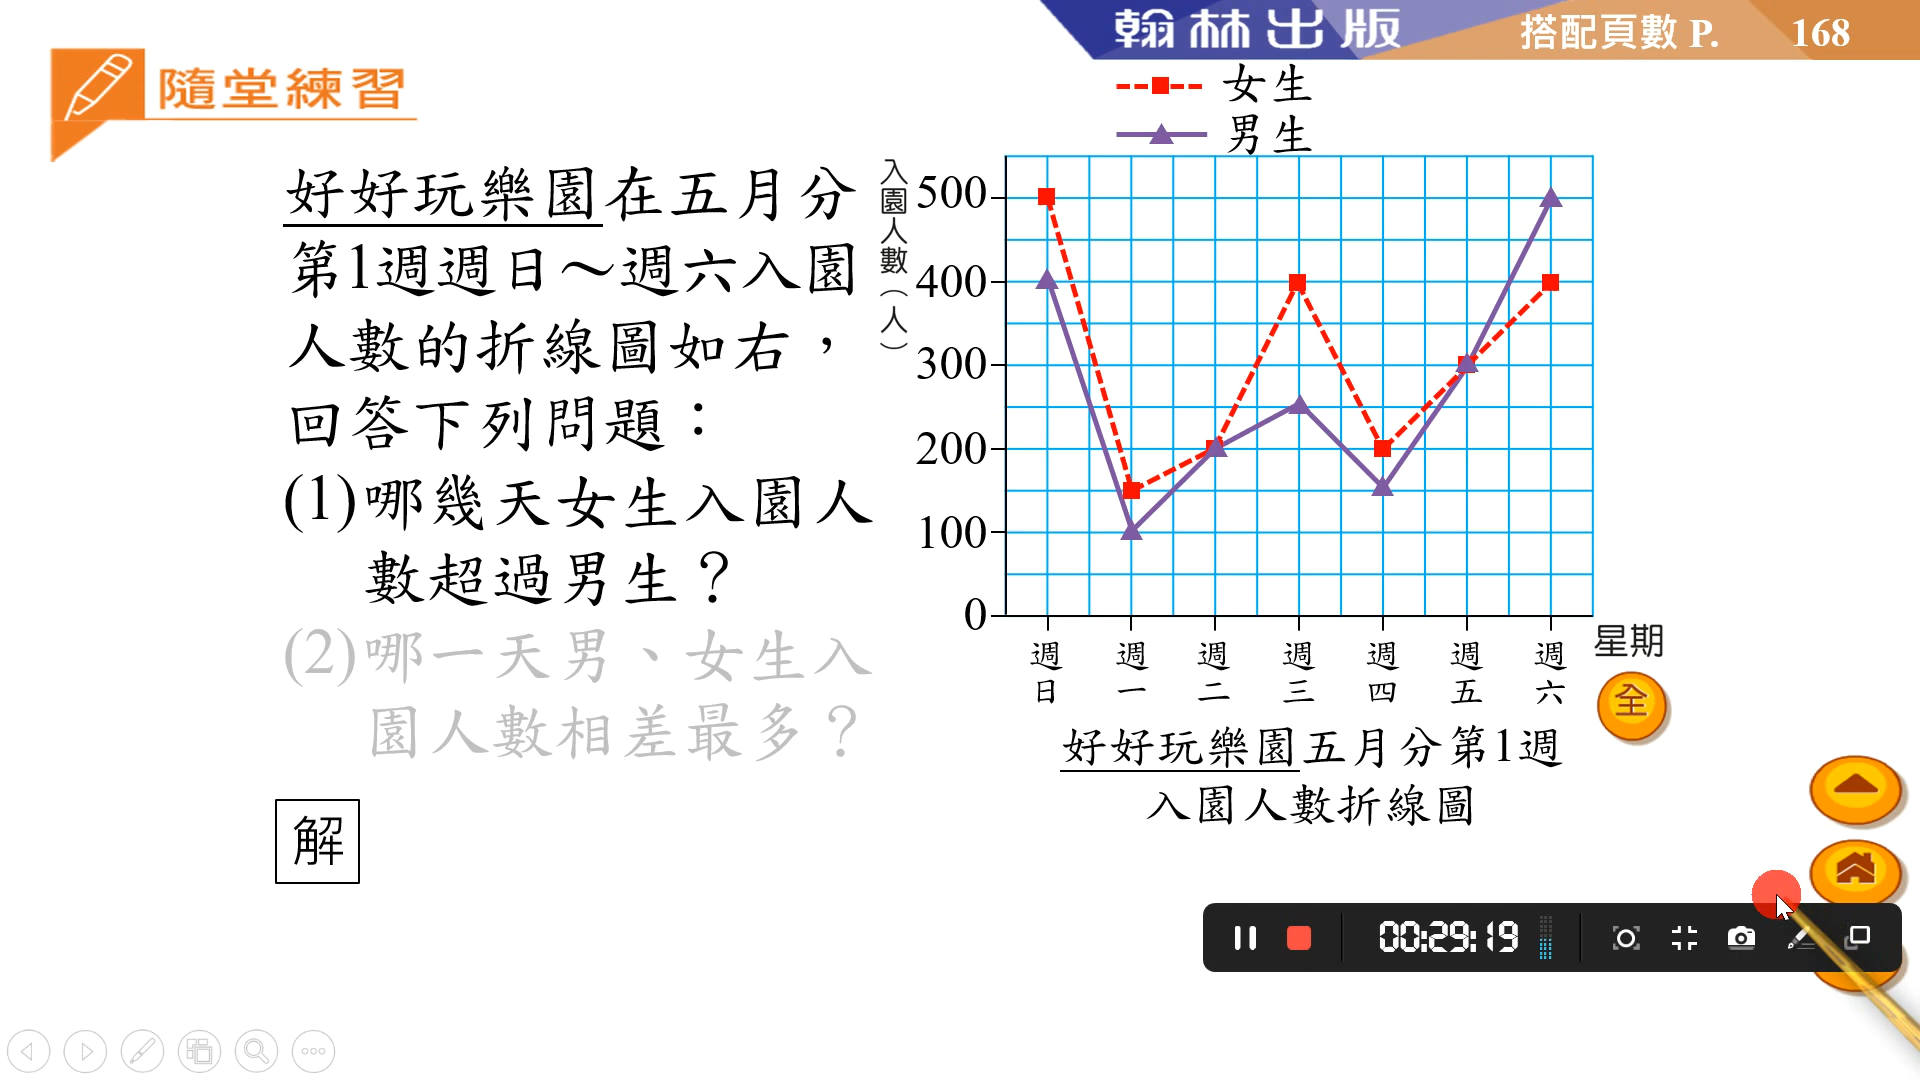 翰林出版
搭配頁數 P. 168
隨堂練習
好好玩樂園在五月分
第1週週日～週六入園
人數的折線圖如右，
回答下列問題：
(1)哪幾天女生入園人
數超過男生？
(2)哪一天男、女生入
園人數相差最多？
解
女生
男生
入園人數（人）
500
400
300
200
100
0
週日 週一 週二 週三 週四 週五 週六
星期
全
好好玩樂園五月分第1週
入園人數折線圖
00:29:19